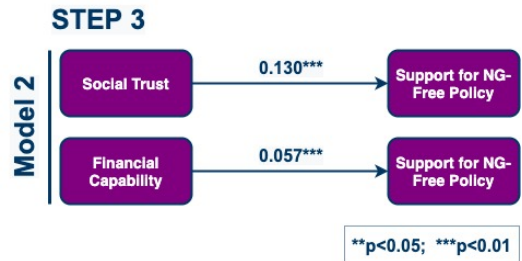 STEP 3
Model 2
Social Trust
0.130***
Support for NG-
Free Policy
Financial
Capability
0.057***
Support for NG-
Free Policy
**p<0.05; ***p<0.01